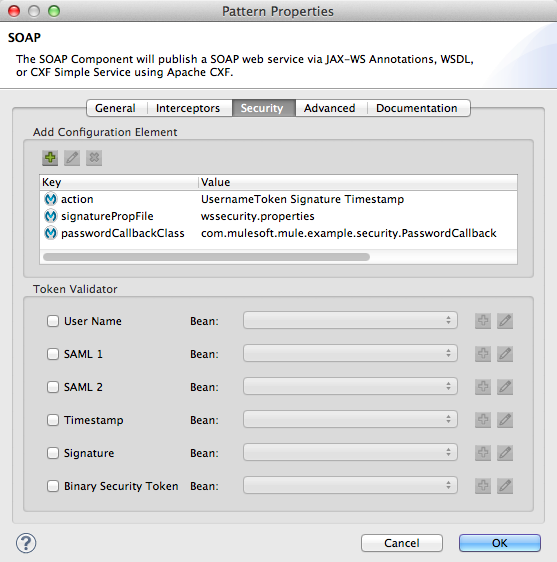 Pattern Properties
SOAP
The SOAP Component will publish a SOAP web service via JAX-WS Annotations, WSDL,
or CXF Simple Service using Apache CXF.
General Interceptors Security Advanced Documentation
Add Configuration Element
Key Value
action UsernameToken Signature Timestamp
signaturePropFile wssecurity.properties
passwordCallbackClass com.mulesoft.mule.example.security.PasswordCallback
Token Validator
User Name Bean:
SAML 1 Bean:
SAML 2 Bean:
Timestamp Bean:
Signature Bean:
Binary Security Token Bean:
? Cancel OK